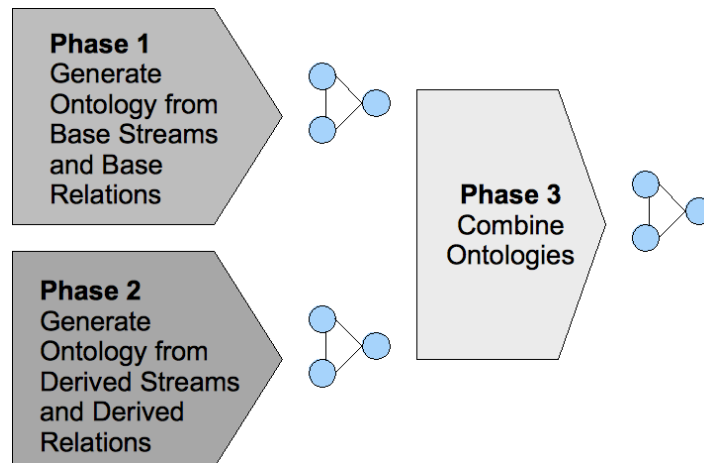 Phase 1
Generate
Ontology from
Base Streams
and Base
Relations
Phase 2
Generate
Ontology from
Derived Streams
and Derived
Relations
Phase 3
Combine
Ontologies